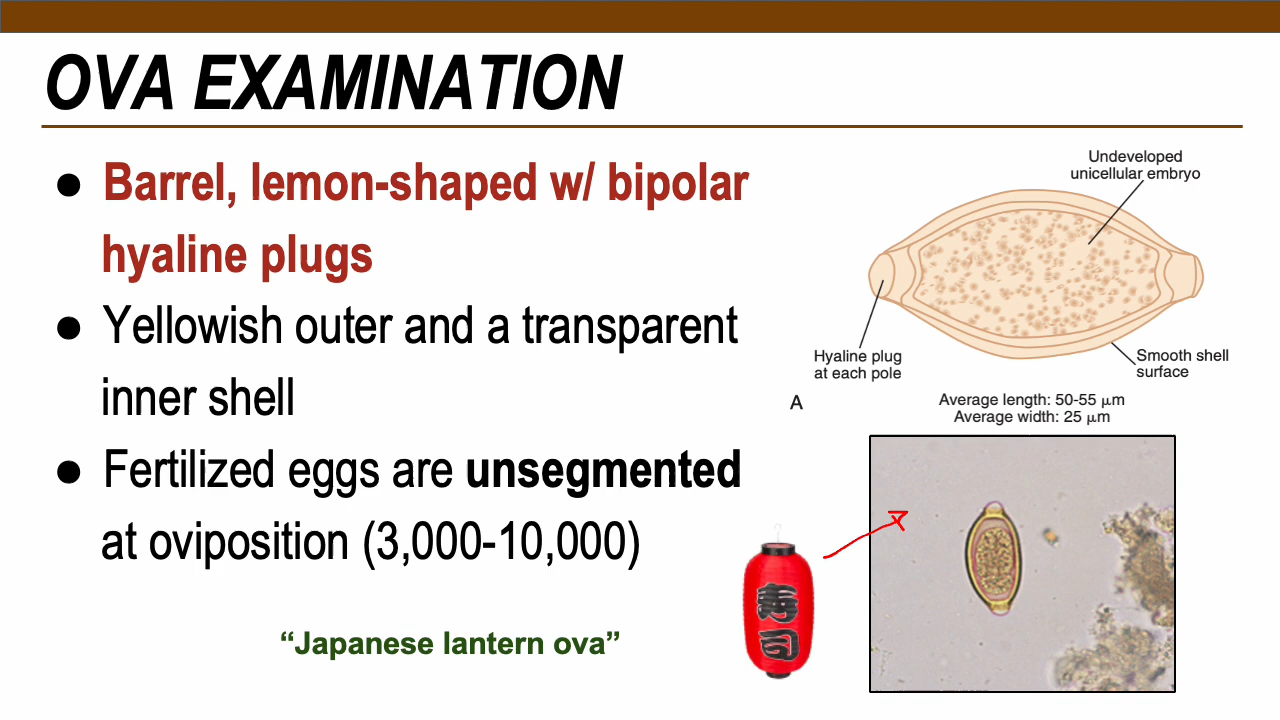 OVA EXAMINATION
● Barrel, lemon-shaped w/ bipolar
hyaline plugs
● Yellowish outer and a transparent
inner shell
● Fertilized eggs are unsegmented
at oviposition (3,000-10,000)
“Japanese lantern ova”
Undeveloped
unicellular embryo
Hyaline plug
at each pole
Smooth shell
surface
A
Average length: 50-55 μm
Average width: 25 μm
寿
司